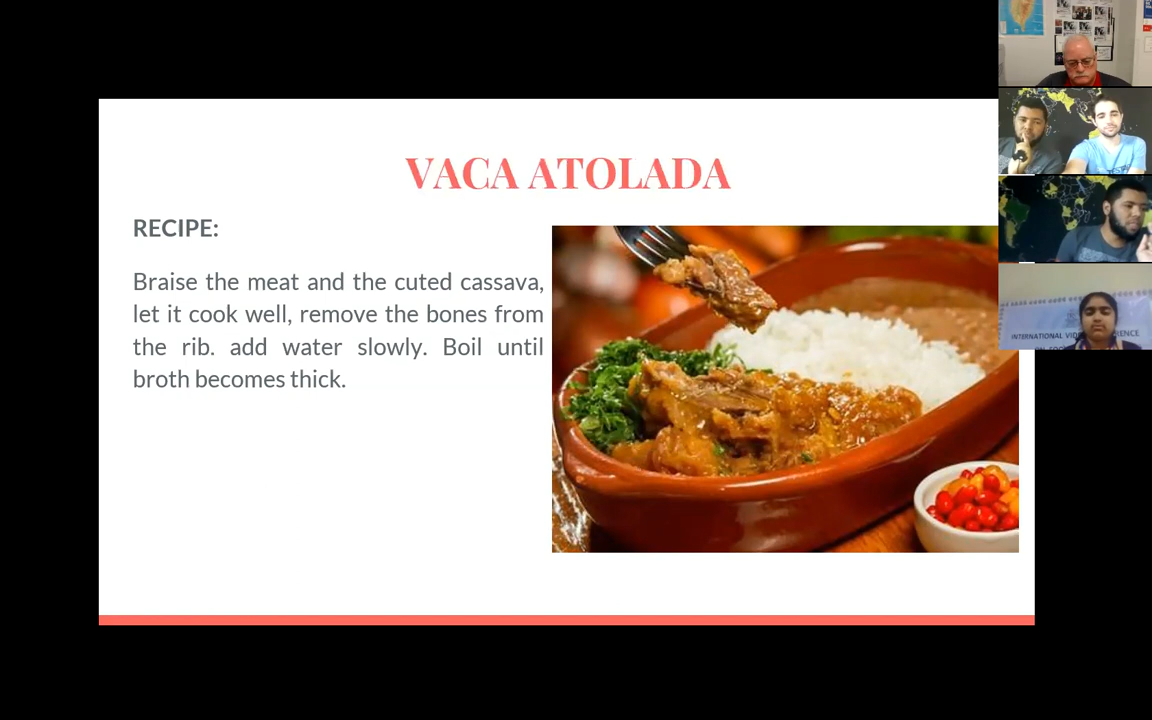 VACA ATOLADA
RECIPE:
Braise the meat and the cuted cassava,
let it cook well, remove the bones from
the rib. add water slowly. Boil until
broth becomes thick.
INTERNATIONAL